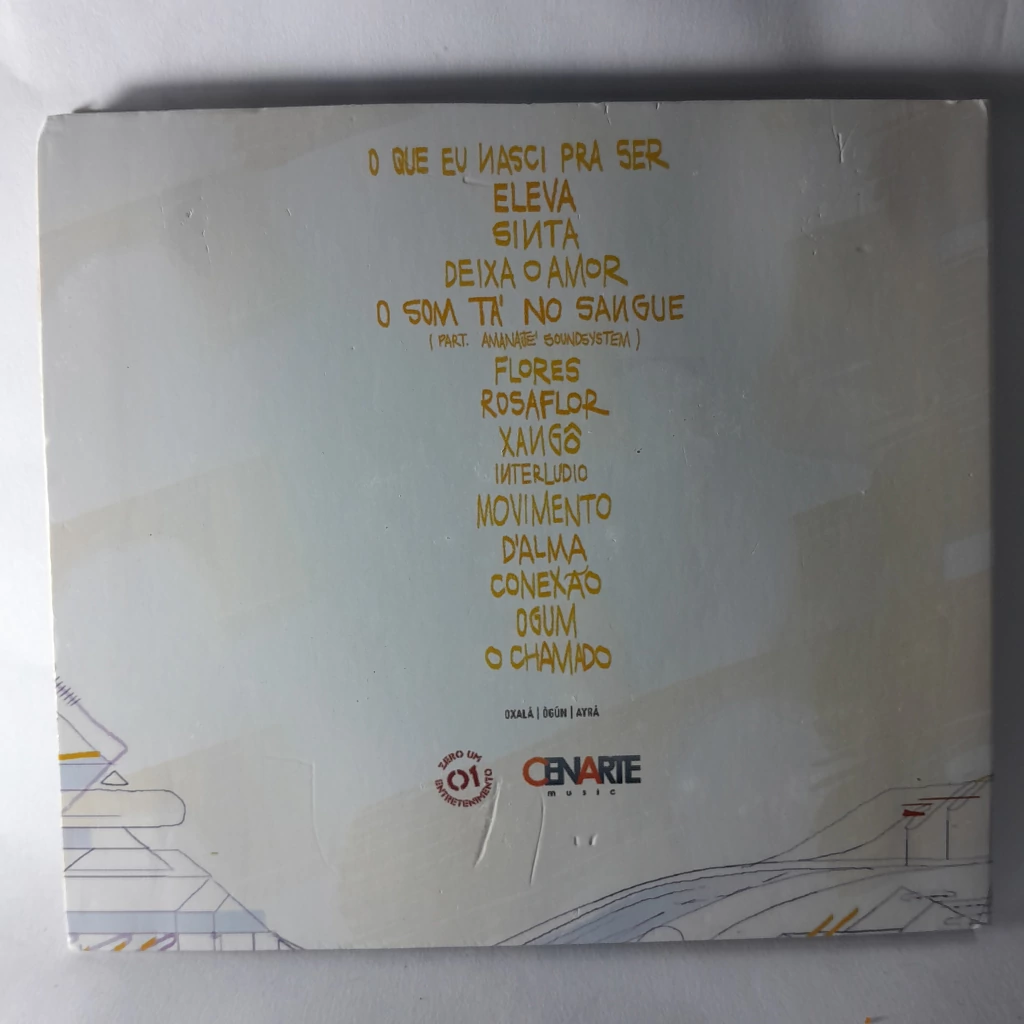 O QUE EU NASCI PRA SER
ELEVA
SINTA
DEIXA O AMOR
O SOM TÁ NO SANGUE
( PART. AMANAJÉ SOUNDSYSTEM )
FLORES
ROSAFLOR
XANGÔ
INTERLUDIO
MOVIMENTO
D'ALMA
CONEXÃO
OGUM
O CHAMADO
OXALÁ | ÒGÚN | AYRÁ
ZERO UM
01
ENTRETENIMENTO
CENARTE
music